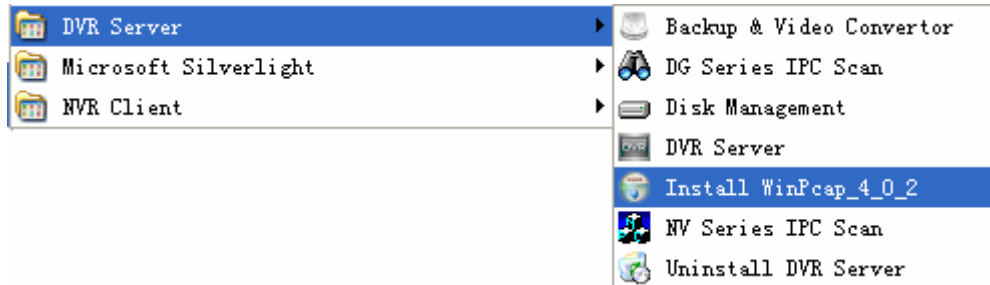 DVR Server
Microsoft Silverlight
NVR Client
Backup & Video Convertor
DG Series IPC Scan
Disk Management
DVR
DVR Server
Install WinPcap_4_0_2
NV Series IPC Scan
Uninstall DVR Server